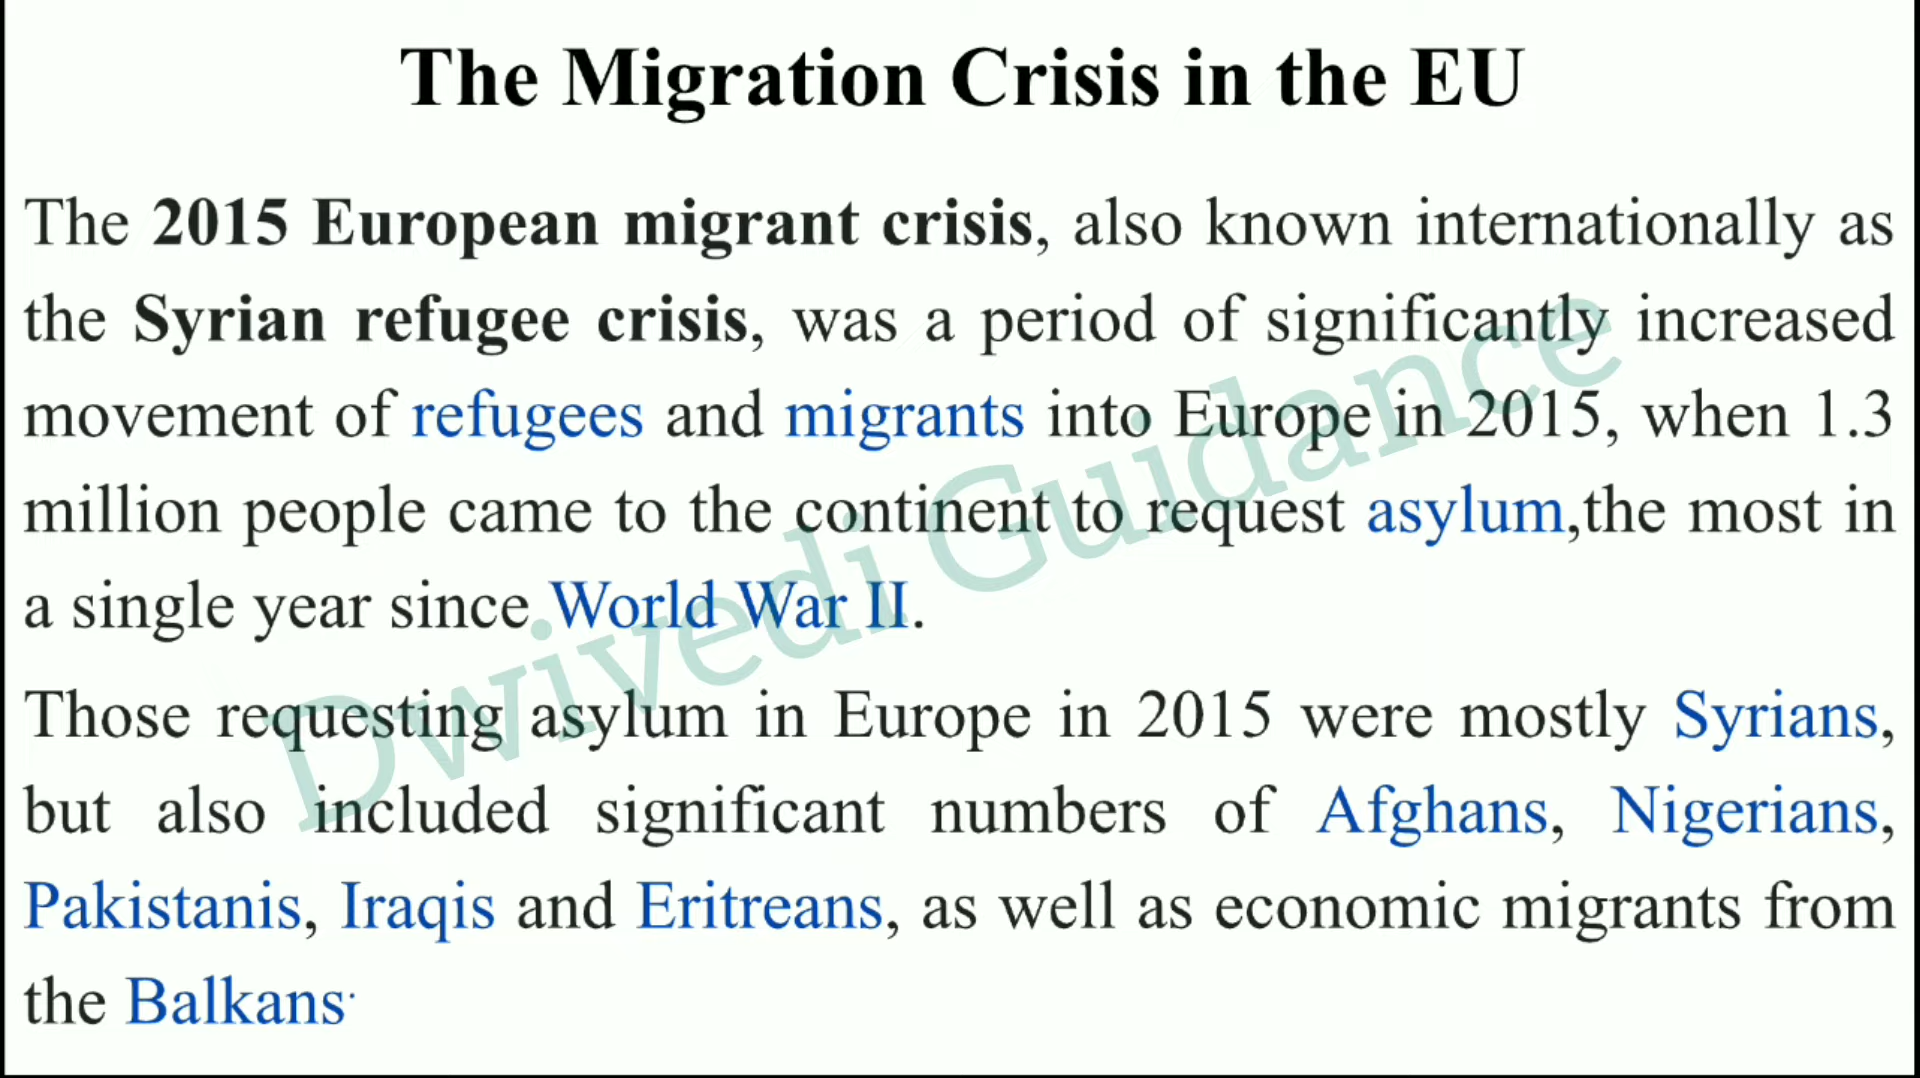 The Migration Crisis in the EU
The 2015 European migrant crisis, also known internationally as
the Syrian refugee crisis, was a period of significantly increased
movement of refugees and migrants into Europe in 2015, when 1.3
million people came to the continent to request asylum,the most in
a single year since World War II.
Those requesting asylum in Europe in 2015 were mostly Syrians,
but also included significant numbers of Afghans, Nigerians,
Pakistanis, Iraqis and Eritreans, as well as economic migrants from
the Balkans.
Dwivedi Guidance